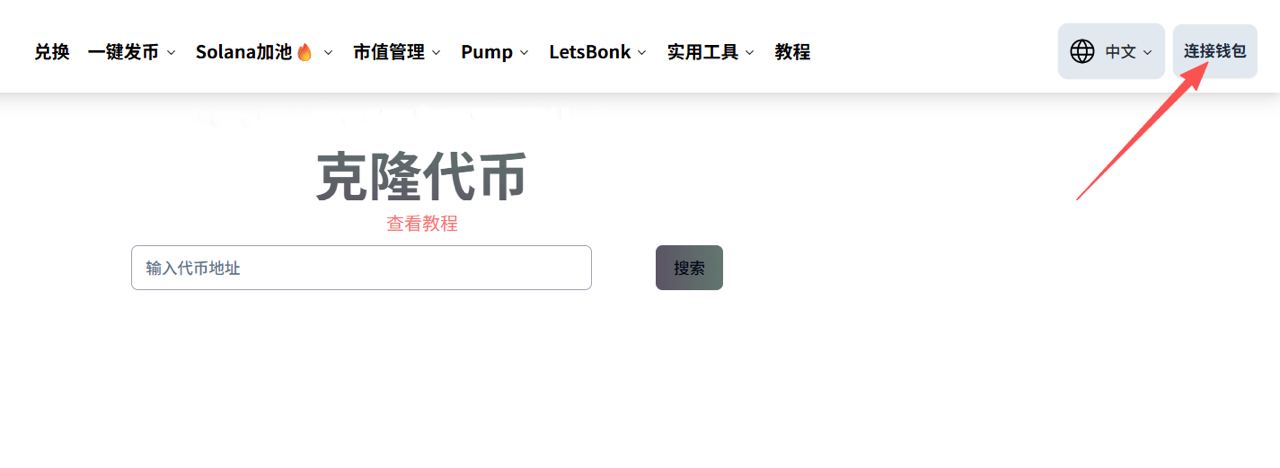 兑换 一键发币 Solana加池🔥 市值管理 Pump LetsBonk 实用工具 教程 中文 连接钱包
克隆代币
查看教程
输入代币地址 搜索